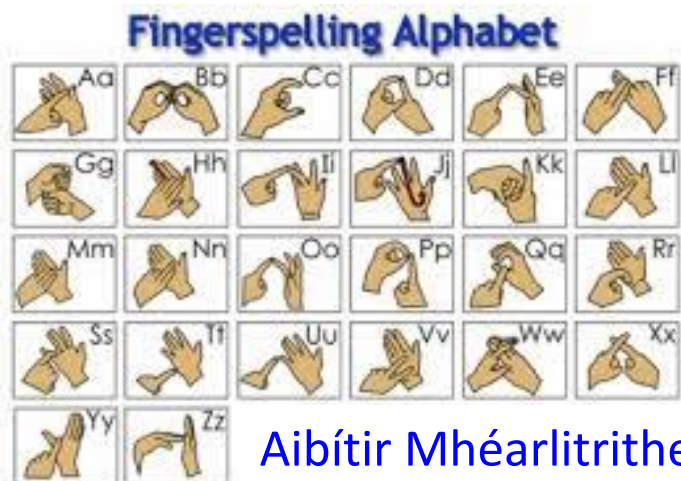 Fingerspelling Alphabet
Aa Bb Cc Dd Ee Ff
Gg Hh Ii Jj Kk Ll
Mm Nn Oo Pp Qq Rr
Ss Tt Uu Vv Ww Xx
Yy Zz
Aibítir Mhéarlitrithe